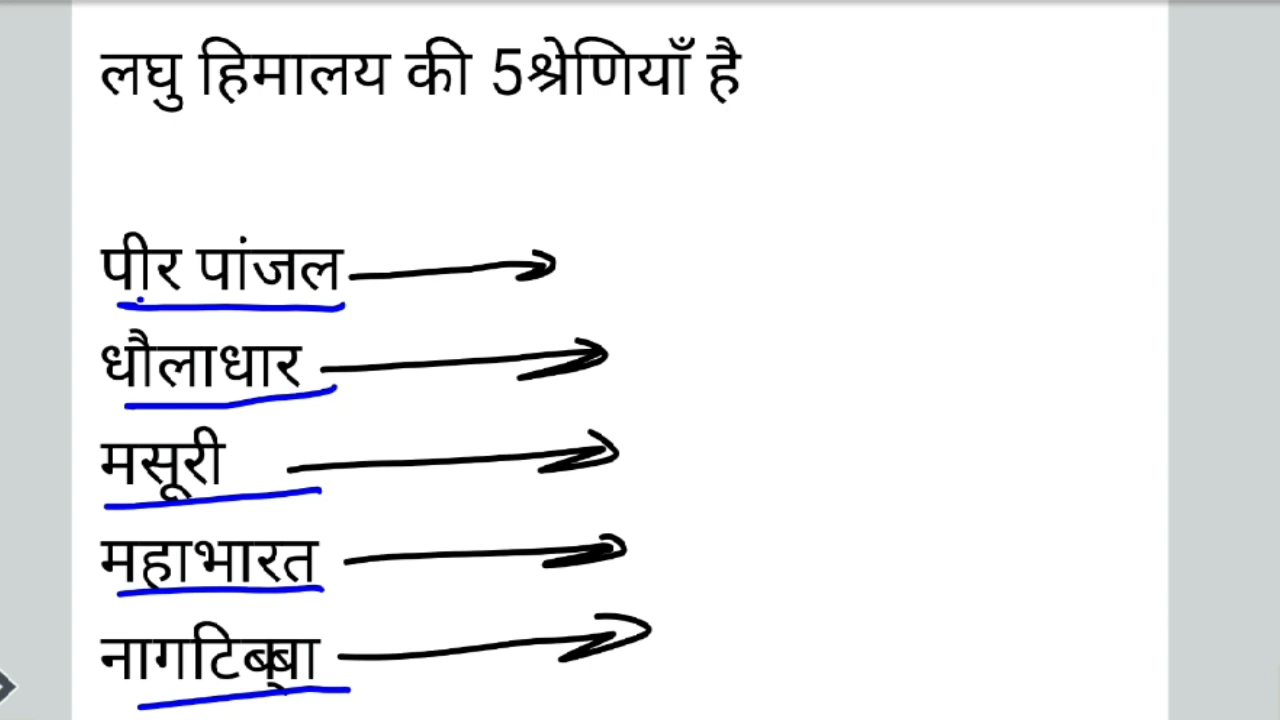 लघु हिमालय की 5श्रेणियाँ है
पीर पांजल
धौलाधार
मसूरी
महाभारत
नागटिब्बा